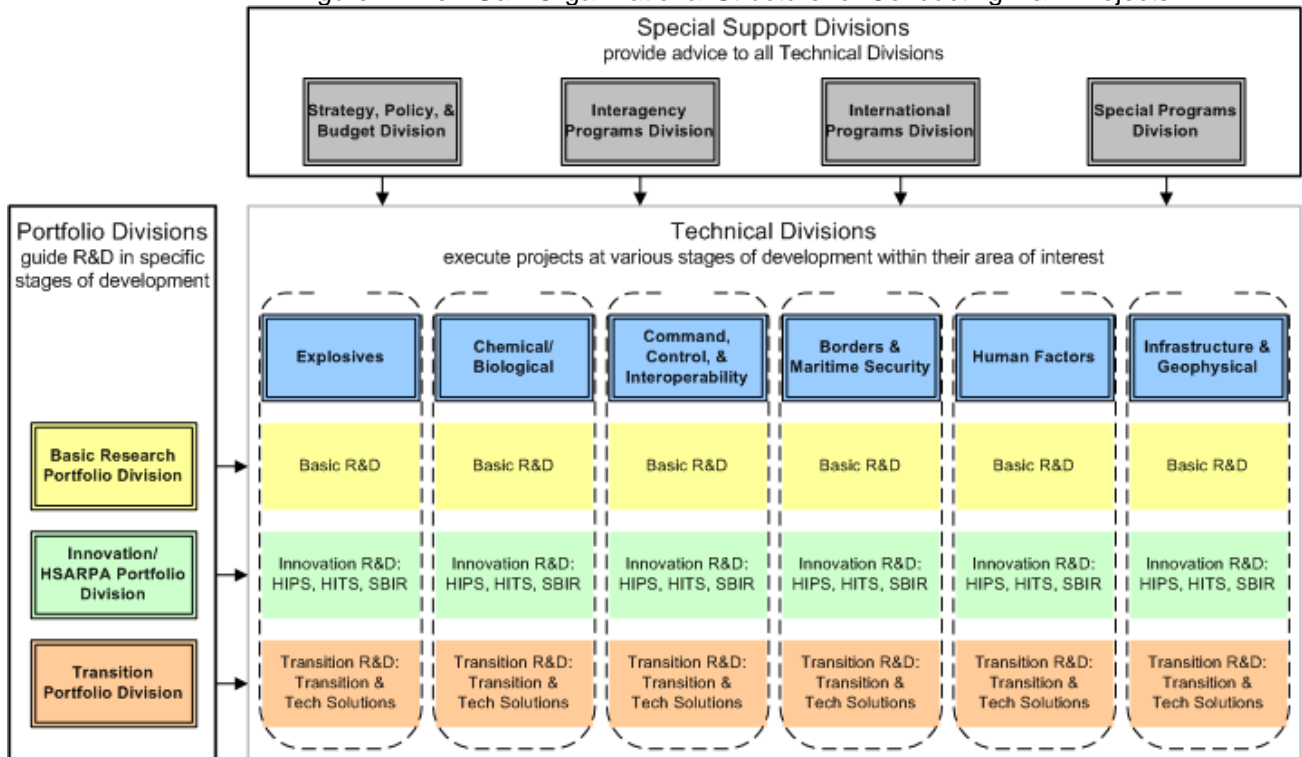 Figure Organizational Structure for Conducting Projects
Special Support Divisions
provide advice to all Technical Divisions
Strategy, Policy, &
Budget Division
Interagency
Programs Division
International
Programs Division
Special Programs
Division
Portfolio Divisions
guide R&D in specific
stages of development
Technical Divisions
execute projects at various stages of development within their area of interest
Explosives
Chemical/
Biological
Command,
Control, &
Interoperability
Borders &
Maritime Security
Human Factors
Infrastructure &
Geophysical
Basic Research
Portfolio Division
Basic R&D
Basic R&D
Basic R&D
Basic R&D
Basic R&D
Basic R&D
Innovation/
HSARPA Portfolio
Division
Innovation R&D:
HIPS, HITS, SBIR
Innovation R&D:
HIPS, HITS, SBIR
Innovation R&D:
HIPS, HITS, SBIR
Innovation R&D:
HIPS, HITS, SBIR
Innovation R&D:
HIPS, HITS, SBIR
Innovation R&D:
HIPS, HITS, SBIR
Transition
Portfolio Division
Transition R&D:
Transition &
Tech Solutions
Transition R&D:
Transition &
Tech Solutions
Transition R&D:
Transition &
Tech Solutions
Transition R&D:
Transition &
Tech Solutions
Transition R&D:
Transition &
Tech Solutions
Transition R&D:
Transition &
Tech Solutions